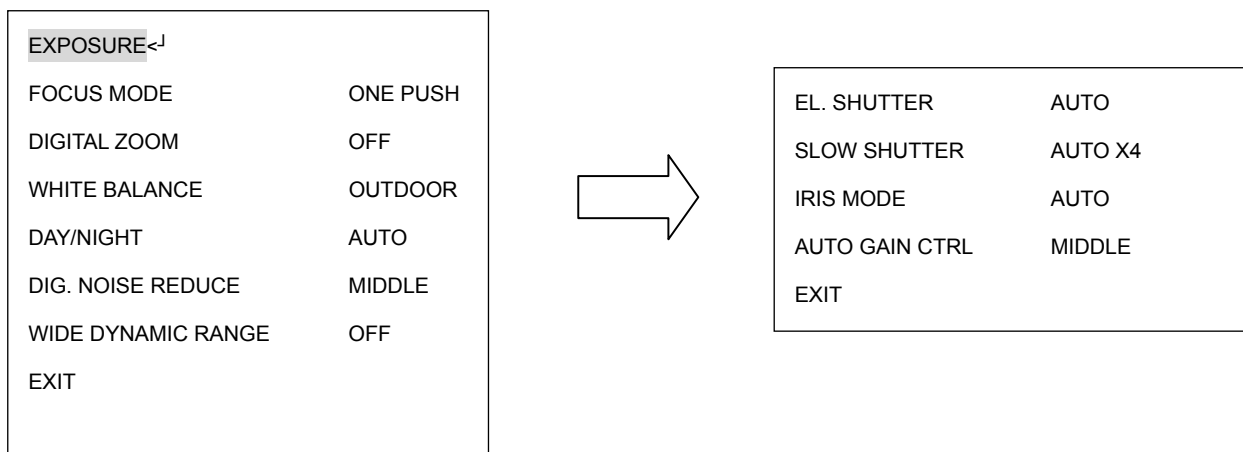 EXPOSURE<┘
FOCUS MODE ONE PUSH
DIGITAL ZOOM OFF
WHITE BALANCE OUTDOOR
DAY/NIGHT AUTO
DIG. NOISE REDUCE MIDDLE
WIDE DYNAMIC RANGE OFF
EXIT
EL. SHUTTER AUTO
SLOW SHUTTER AUTO X4
IRIS MODE AUTO
AUTO GAIN CTRL MIDDLE
EXIT